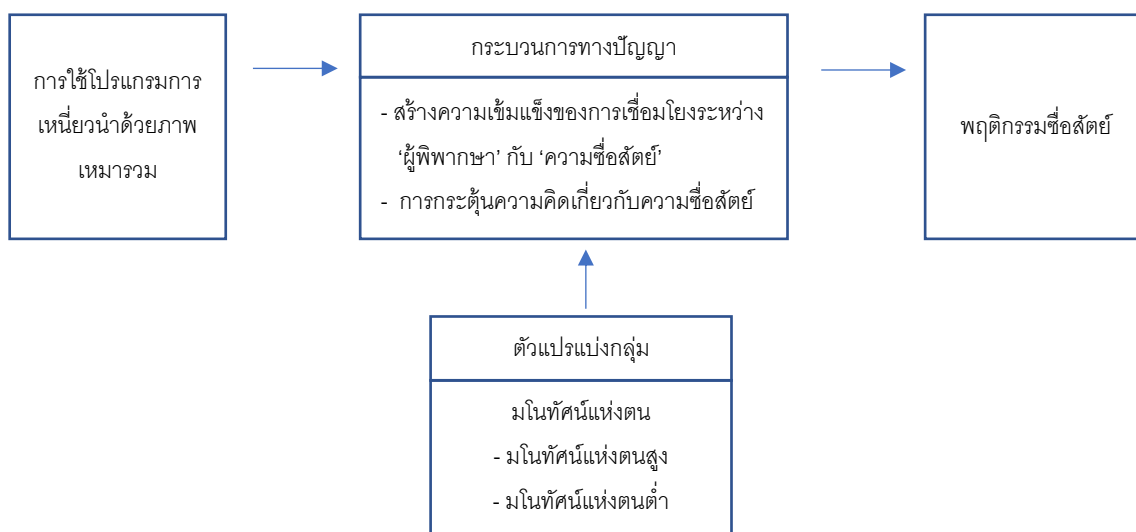 การใช้โปรแกรมการ
เหนี่ยวนำด้วยภาพ
เหมารวม
กระบวนการทางปัญญา
- สร้างความเข้มแข็งของการเชื่อมโยงระหว่าง
‘ผู้พิพากษา’ กับ ‘ความซื่อสัตย์’
- การกระตุ้นความคิดเกี่ยวกับความซื่อสัตย์
พฤติกรรมซื่อสัตย์
ตัวแปรแบ่งกลุ่ม
มโนทัศน์แห่งตน
- มโนทัศน์แห่งตนสูง
- มโนทัศน์แห่งตนต่ำ